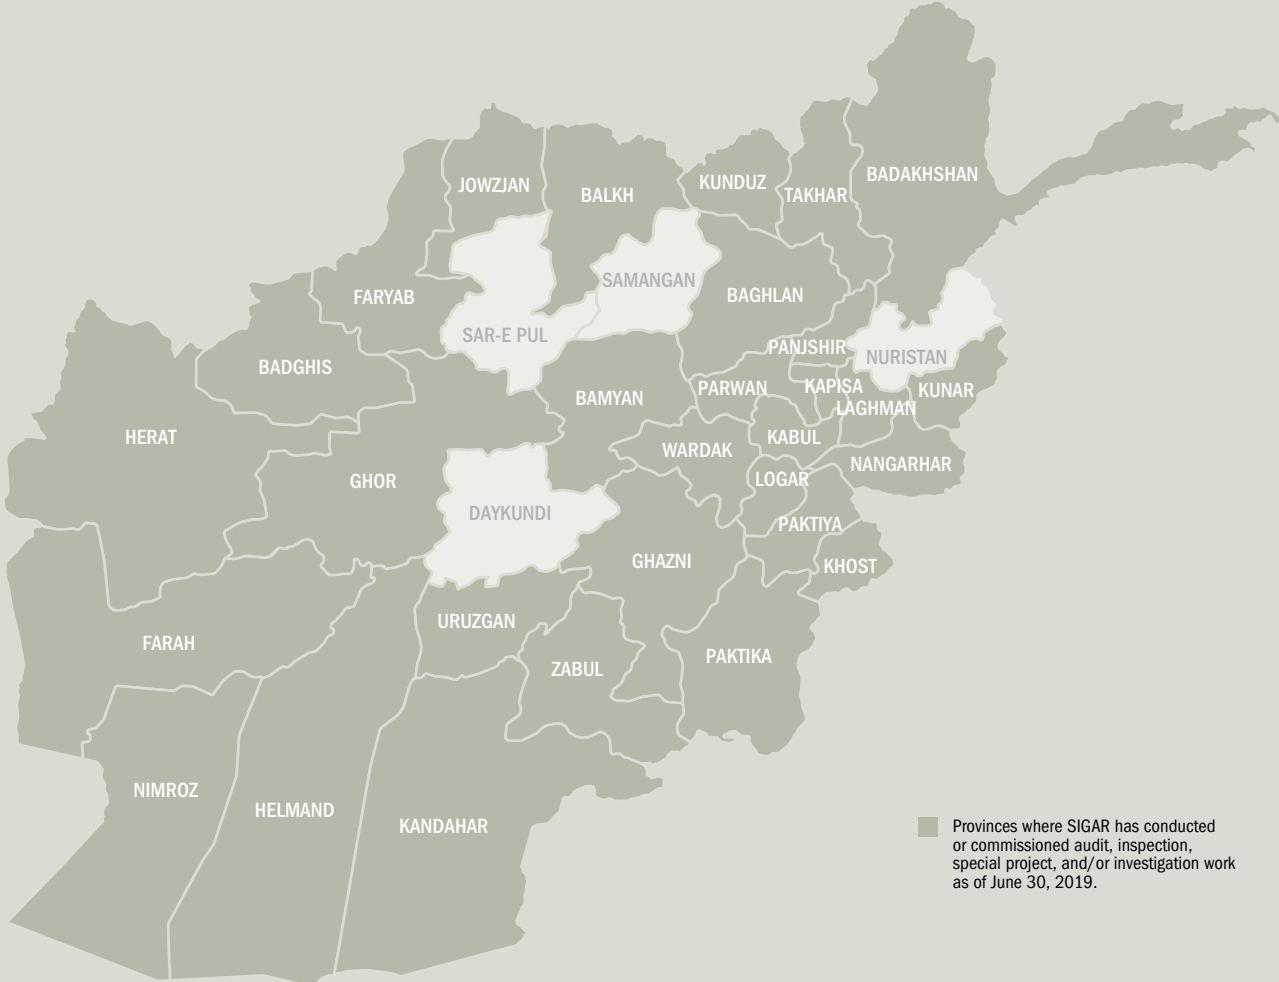 BADAKHSHAN
JOWZJAN
BALKH
KUNDUZ
TAKHAR
SAMANGAN
BAGHLAN
FARYAB
SAR-E PUL
PANJSHIR
NURISTAN
BADGHIS
BAMYAN
PARWAN
KAPISA
KUNAR
LAGHMAN
HERAT
WARDAK
KABUL
NANGARHAR
GHOR
LOGAR
DAYKUNDI
PAKTIYA
GHAZNI
KHOST
URUZGAN
FARAH
ZABUL
PAKTIKA
NIMROZ
HELMAND
KANDAHAR
Provinces where SIGAR has conducted
or commissioned audit, inspection,
special project, and/or investigation work
as of June 30, 2019.